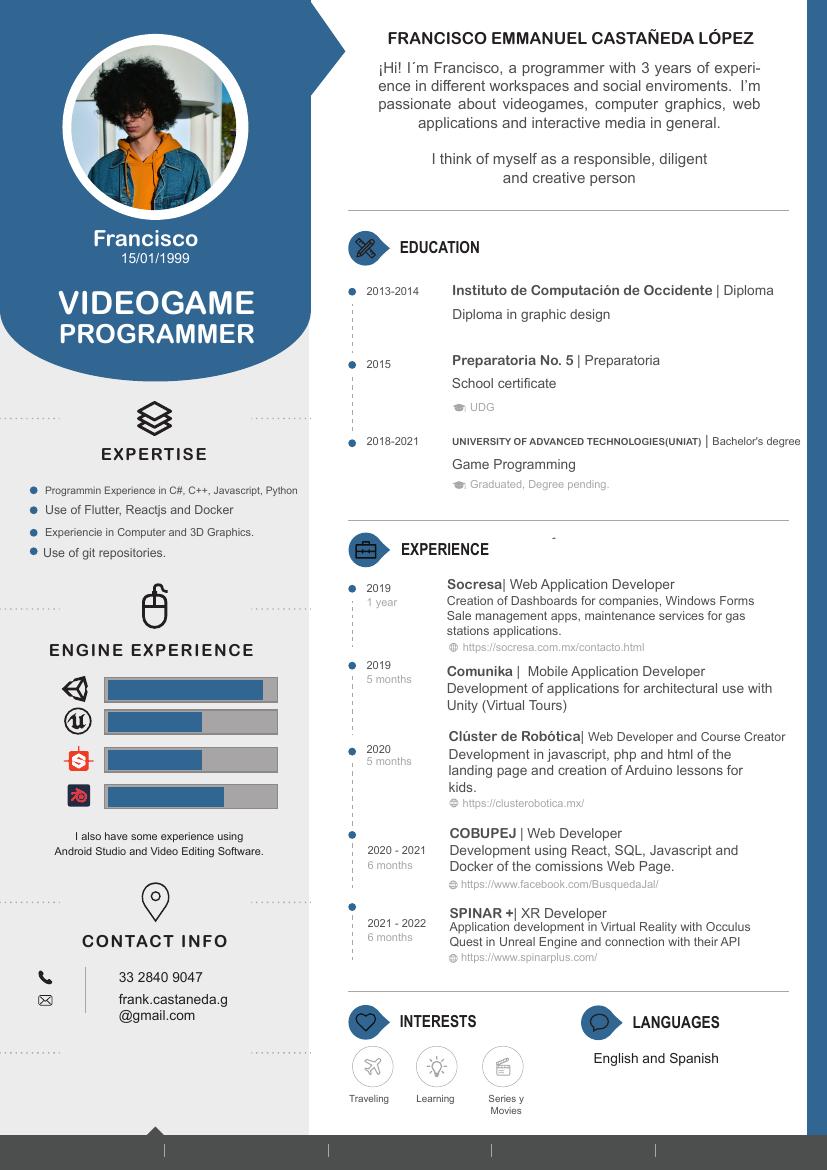 Francisco
15/01/1999
VIDEOGAME
PROGRAMMER
EXPERTISE
Programmin Experience in C#, C++, Javascript, Python
Use of Flutter, Reactjs and Docker
Experiencie in Computer and 3D Graphics.
Use of git repositories.
ENGINE EXPERIENCE
I also have some experience using
Android Studio and Video Editing Software.
CONTACT INFO
33 2840 9047
frank.castaneda.g
@gmail.com
FRANCISCO EMMANUEL CASTAÑEDA LÓPEZ
¡Hi! I´m Francisco, a programmer with 3 years of experi-
ence in different workspaces and social enviroments. I’m
passionate about videogames, computer graphics, web
applications and interactive media in general.
I think of myself as a responsible, diligent
and creative person
EDUCATION
2013-2014
Instituto de Computación de Occidente | Diploma
Diploma in graphic design
2015
Preparatoria No. 5 | Preparatoria
School certificate
UDG
2018-2021
UNIVERSITY OF ADVANCED TECHNOLOGIES(UNIAT) | Bachelor's degree
Game Programming
Graduated, Degree pending.
-
EXPERIENCE
2019
1 year
Socresa| Web Application Developer
Creation of Dashboards for companies, Windows Forms
Sale management apps, maintenance services for gas
stations applications.
https://socresa.com.mx/contacto.html
2019
5 months
Comunika | Mobile Application Developer
Development of applications for architectural use with
Unity (Virtual Tours)
2020
5 months
Clúster de Robótica| Web Developer and Course Creator
Development in javascript, php and html of the
landing page and creation of Arduino lessons for
kids.
https://clusterobotica.mx/
2020 - 2021
6 months
COBUPEJ | Web Developer
Development using React, SQL, Javascript and
Docker of the comissions Web Page.
https://www.facebook.com/BusquedaJal/
2021 - 2022
6 months
SPINAR +| XR Developer
Application development in Virtual Reality with Occulus
Quest in Unreal Engine and connection with their API
https://www.spinarplus.com/
INTERESTS
Traveling
Learning
Series y
Movies
LANGUAGES
English and Spanish